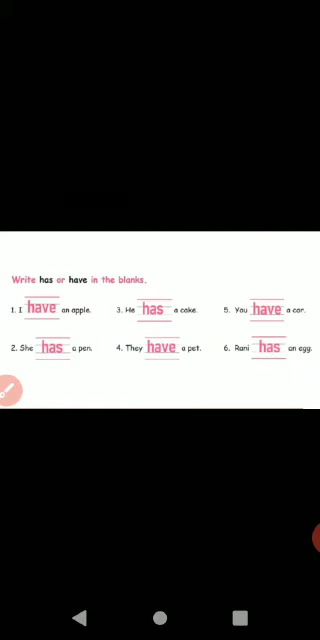 Write has or have in the blanks.
1. I have an apple. 3. He has a cake. 5. You have a car.
2. She has a pen. 4. They have a pet. 6. Rani has an egg.